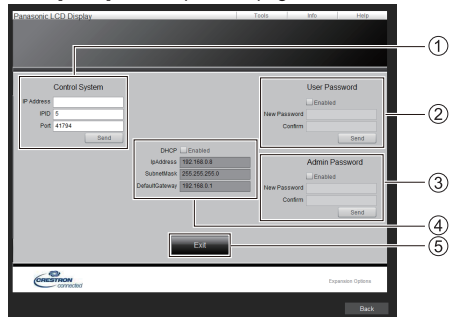 Panasonic LCD Display
Tools Info Help
Control System
IP Address
IPID 5
Port 41794
Send
User Password
Enabled
New Password
Confirm
Send
DHCP Enabled
IpAddress 192.168.0.8
SubnetMask 255.255.255.0
DefaultGateway 192.168.0.1
Admin Password
Enabled
New Password
Confirm
Send
Exit
CRESTRON
connected
Expansion Options
Back
1
2
3
4
5